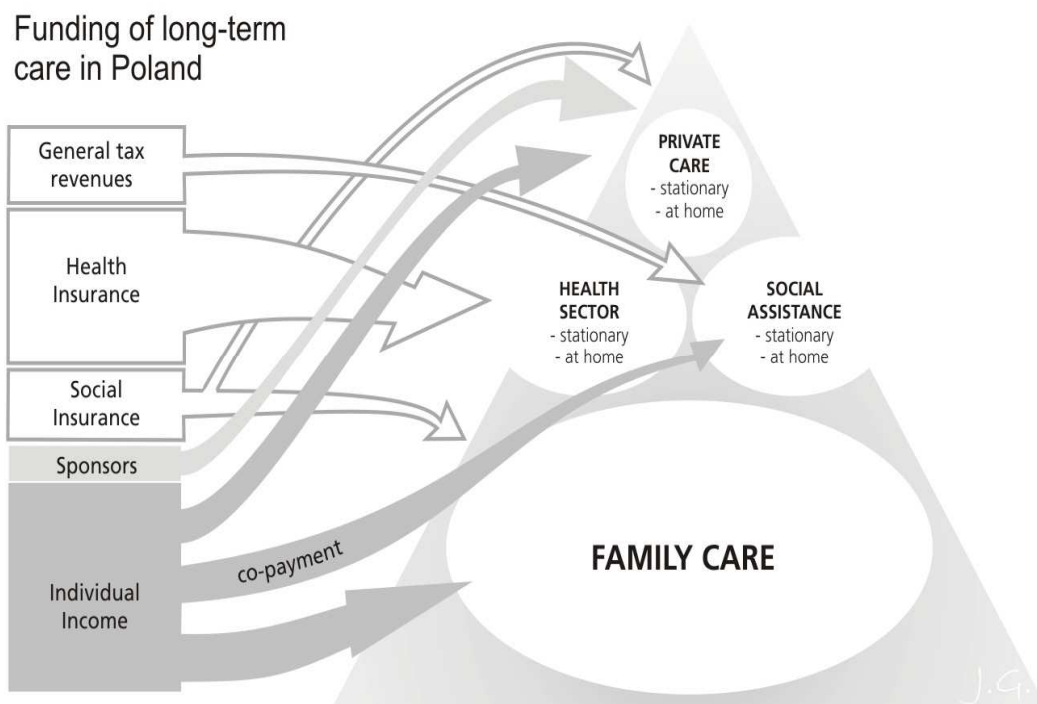 Funding of long-term
care in Poland
General tax
revenues
Health
Insurance
Social
Insurance
Sponsors
Individual
Income
co-payment
PRIVATE
CARE
- stationary
- at home
HEALTH
SECTOR
- stationary
- at home
SOCIAL
ASSISTANCE
- stationary
- at home
FAMILY CARE
J.G.